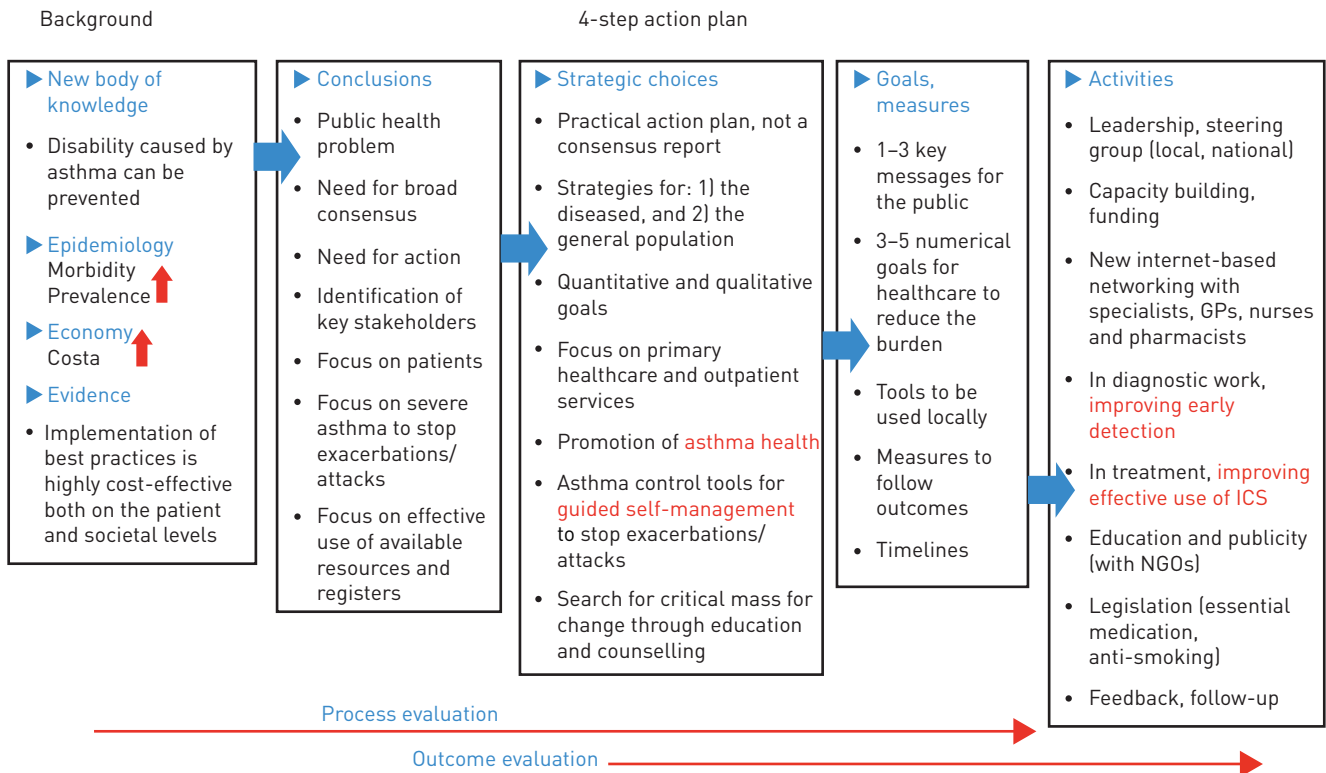 Background
4-step action plan
New body of
knowledge
• Disability caused by
asthma can be
prevented
Epidemiology
Morbidity
Prevalence
Economy
Costa
Evidence
• Implementation of
best practices is
highly cost-effective
both on the patient
and societal levels
Conclusions
• Public health
problem
• Need for broad
consensus
• Need for action
• Identification of
key stakeholders
• Focus on patients
• Focus on severe
asthma to stop
exacerbations/
attacks
• Focus on effective
use of available
resources and
registers
Strategic choices
• Practical action plan, not a
consensus report
• Strategies for: 1) the
diseased, and 2) the
general population
• Quantitative and qualitative
goals
• Focus on primary
healthcare and outpatient
services
• Promotion of asthma health
• Asthma control tools for
guided self-management
to stop exacerbations/
attacks
• Search for critical mass for
change through education
and counselling
Goals,
measures
• 1–3 key
messages for
the public
• 3–5 numerical
goals for
healthcare to
reduce the
burden
• Tools to be
used locally
• Measures to
follow
outcomes
• Timelines
Activities
• Leadership, steering
group (local, national)
• Capacity building,
funding
• New internet-based
networking with
specialists, GPs, nurses
and pharmacists
• In diagnostic work,
improving early
detection
• In treatment, improving
effective use of ICS
• Education and publicity
(with NGOs)
• Legislation (essential
medication,
anti-smoking)
• Feedback, follow-up
Process evaluation
Outcome evaluation